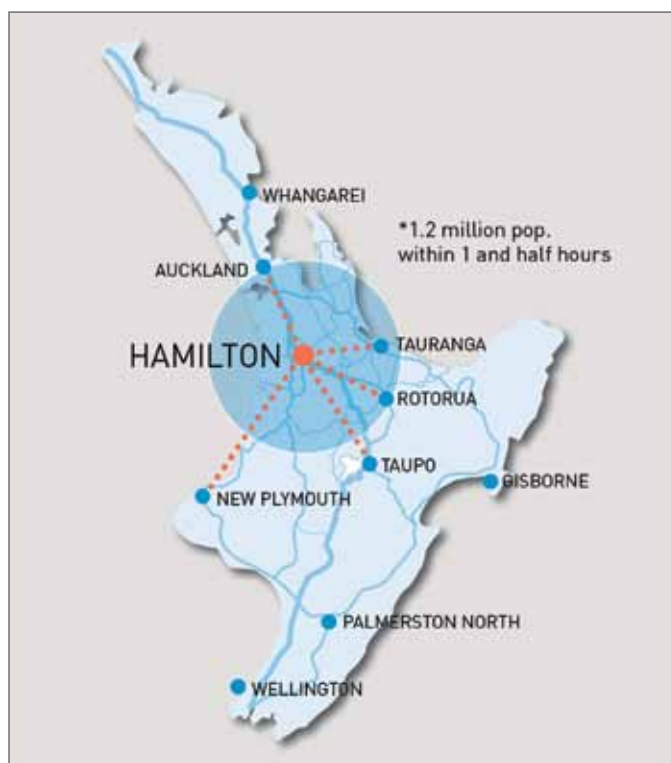 WHANGAREI
*1.2 million pop.
within 1 and half hours
AUCKLAND
HAMILTON
TAURANGA
ROTORUA
TAUPO
GISBORNE
NEW PLYMOUTH
PALMERSTON NORTH
WELLINGTON